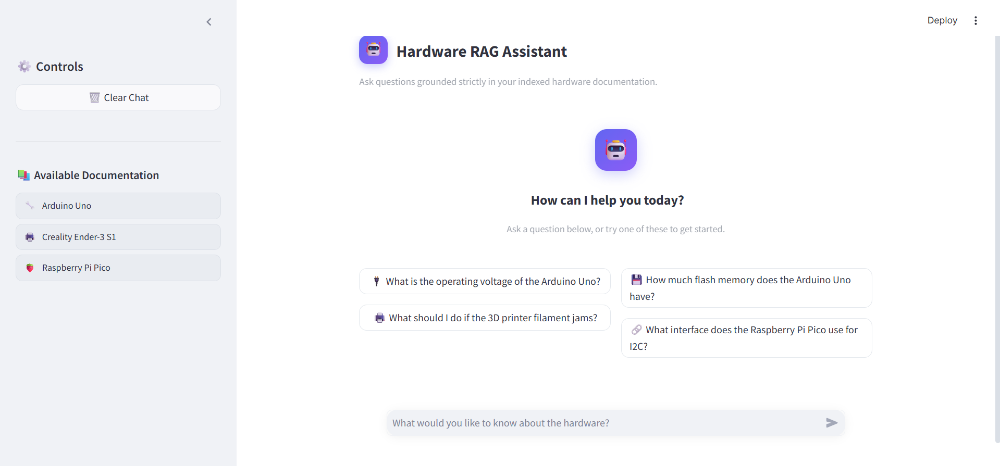 Deploy
Controls
Clear Chat
Available Documentation
Arduino Uno
Creality Ender-3 S1
Raspberry Pi Pico
Hardware RAG Assistant
Ask questions grounded strictly in your indexed hardware documentation.
How can I help you today?
Ask a question below, or try one of these to get started.
What is the operating voltage of the Arduino Uno?
How much flash memory does the Arduino Uno
have?
What should I do if the 3D printer filament jams?
What interface does the Raspberry Pi Pico use for
I2C?
What would you like to know about the hardware?